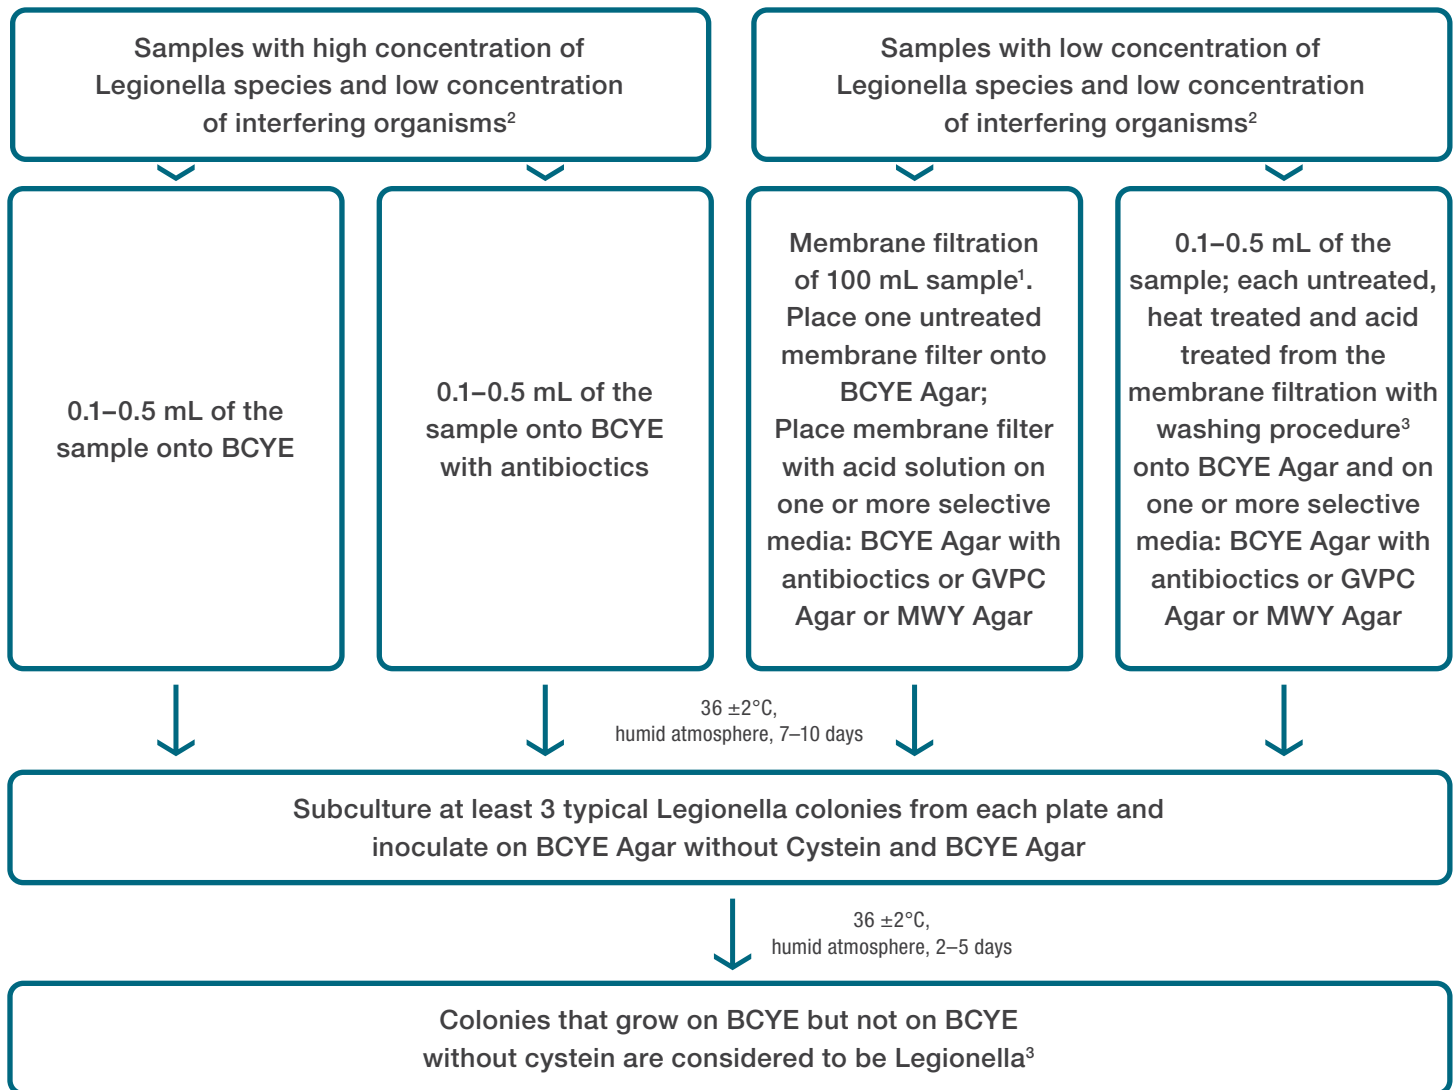 Samples with high concentration of
Legionella species and low concentration
of interfering organisms²
Samples with low concentration of
Legionella species and low concentration
of interfering organisms²
0.1–0.5 mL of the
sample onto BCYE
0.1–0.5 mL of the
sample onto BCYE
with antibioctics
Membrane filtration
of 100 mL sample¹.
Place one untreated
membrane filter onto
BCYE Agar;
Place membrane filter
with acid solution on
one or more selective
media: BCYE Agar with
antibioctics or GVPC
Agar or MWY Agar
0.1–0.5 mL of the
sample; each untreated,
heat treated and acid
treated from the
membrane filtration with
washing procedure³
onto BCYE Agar and on
one or more selective
media: BCYE Agar with
antibioctics or GVPC
Agar or MWY Agar
36 ±2°C,
humid atmosphere, 7–10 days
Subculture at least 3 typical Legionella colonies from each plate and
inoculate on BCYE Agar without Cystein and BCYE Agar
36 ±2°C,
humid atmosphere, 2–5 days
Colonies that grow on BCYE but not on BCYE
without cystein are considered to be Legionella³